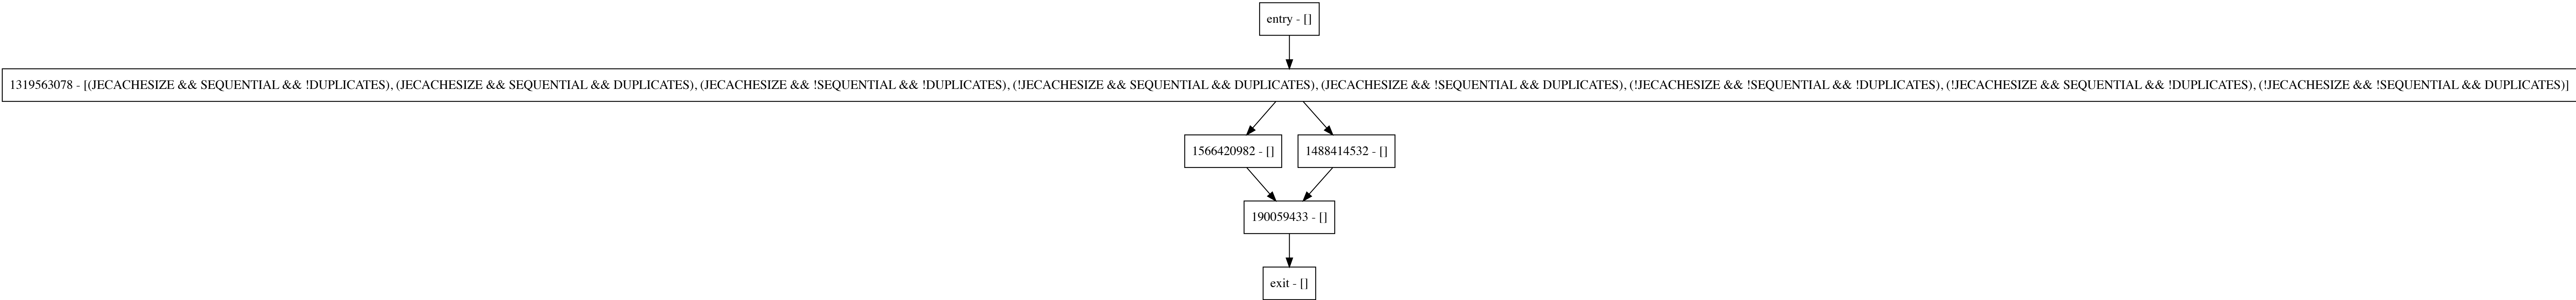 entry - []
1319563078 - [(JECACHESIZE && SEQUENTIAL && !DUPLICATES), (JECACHESIZE && SEQUENTIAL && DUPLICATES), (JECACHESIZE && !SEQUENTIAL && !DUPLICATES), (!JECACHESIZE && SEQUENTIAL && DUPLICATES), (JECACHESIZE && !SEQUENTIAL && DUPLICATES), (!JECACHESIZE && !SEQUENTIAL && !DUPLICATES), (!JECACHESIZE && SEQUENTIAL && !DUPLICATES), (!JECACHESIZE && !SEQUENTIAL && DUPLICATES)]
1566420982 - []
1488414532 - []
190059433 - []
exit - []